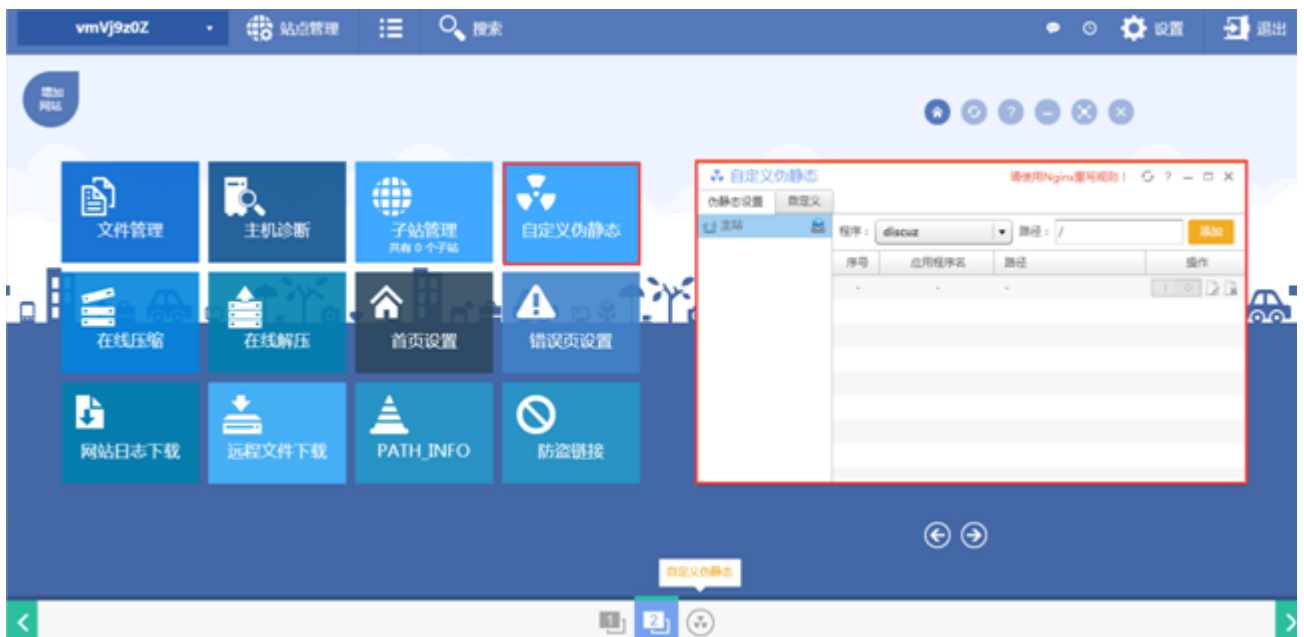 vmVj9z0Z
站点管理
搜索
设置
退出
增加
网站
文件管理
主机诊断
子站管理
共有 0 个子站
自定义伪静态
在线压缩
在线解压
首页设置
错误页设置
网站日志下载
远程文件下载
PATH_INFO
防盗链接
自定义伪静态
请使用Nginx重写规则！
伪静态设置
自定义
主站
程序：
discuz
路径：
/
添加
序号
应用程序名
路径
操作
-
-
-
自定义伪静态
1
2